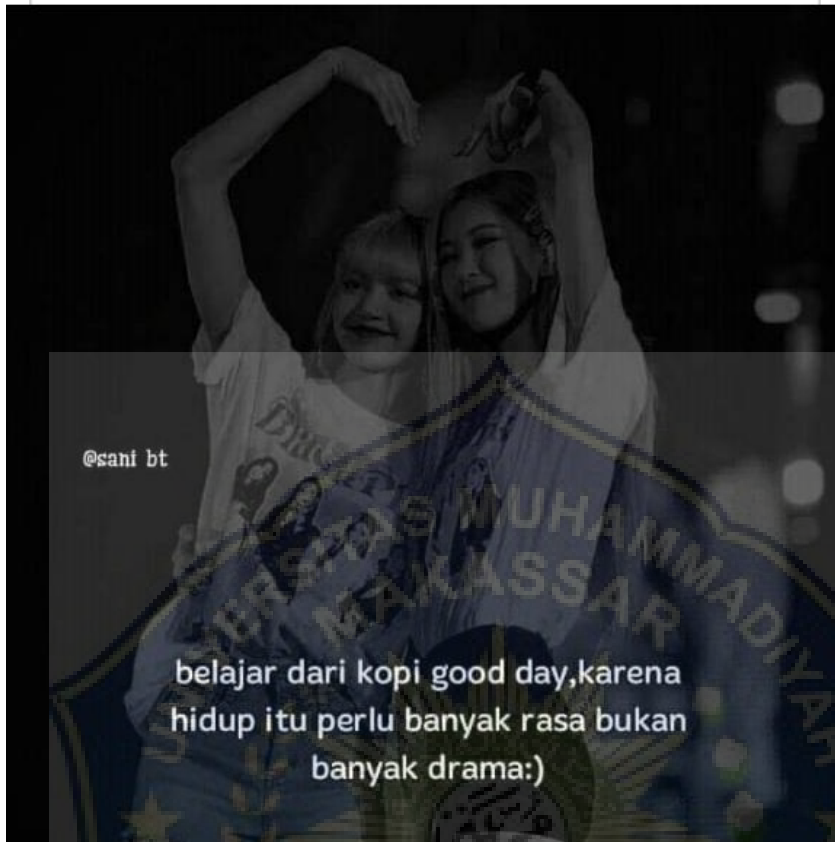 @sani bt
UNIVERSITAS MUHAMMADIYAH
MAKASSAR
belajar dari kopi good day,karena
hidup itu perlu banyak rasa bukan
banyak drama:)